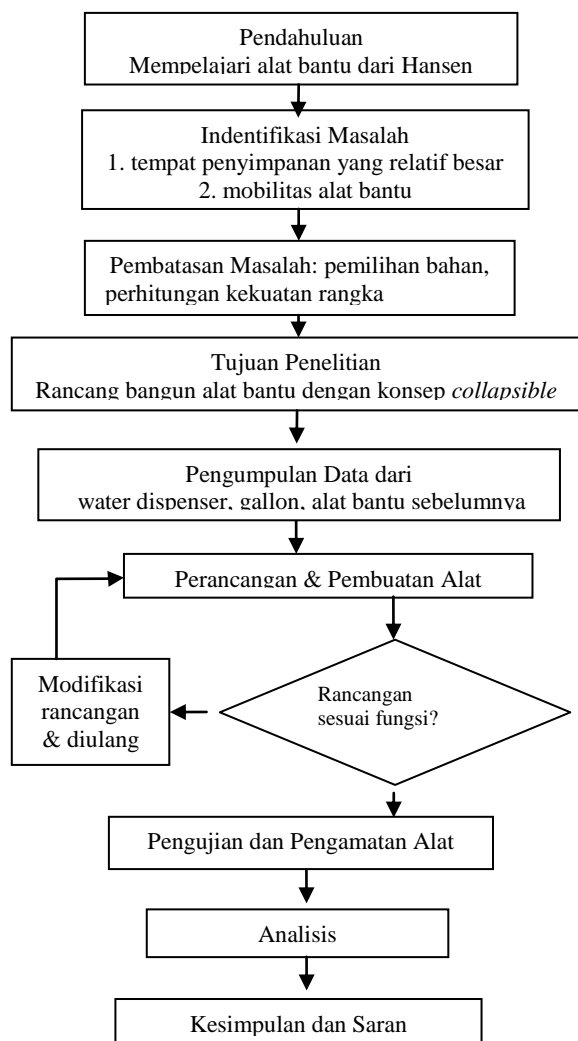 Pendahuluan
Mempelajari alat bantu dari Hansen
Indentifikasi Masalah
1. tempat penyimpanan yang relatif besar
2. mobilitas alat bantu
Pembatasan Masalah: pemilihan bahan,
perhitungan kekuatan rangka
Tujuan Penelitian
Rancang bangun alat bantu dengan konsep collapsible
Pengumpulan Data dari
water dispenser, gallon, alat bantu sebelumnya
Perancangan & Pembuatan Alat
Modifikasi
rancangan
& diulang
Rancangan
sesuai fungsi?
Pengujian dan Pengamatan Alat
Analisis
Kesimpulan dan Saran